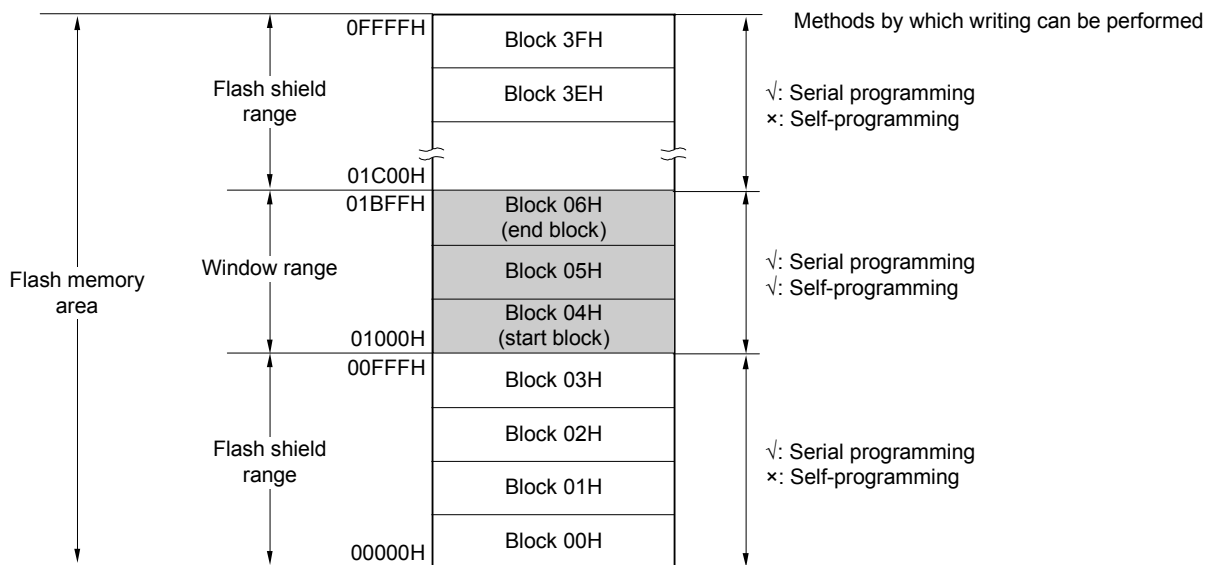 Methods by which writing can be performed
0FFFFH
Block 3FH
Flash shield
range
Block 3EH
√: Serial programming
×: Self-programming
01C00H
01BFFH
Block 06H
(end block)
Flash memory
area
Window range
Block 05H
√: Serial programming
√: Self-programming
Block 04H
(start block)
01000H
00FFFH
Block 03H
Flash shield
range
Block 02H
√: Serial programming
×: Self-programming
Block 01H
Block 00H
00000H